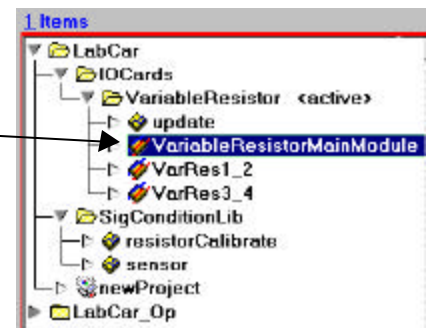 1 Items
LabCar
IOCards
VariableResistor <active>
update
VariableResistorMainModule
VarRes1_2
VarRes3_4
SigConditionLib
resistorCalibrate
sensor
newProject
LabCar_Op